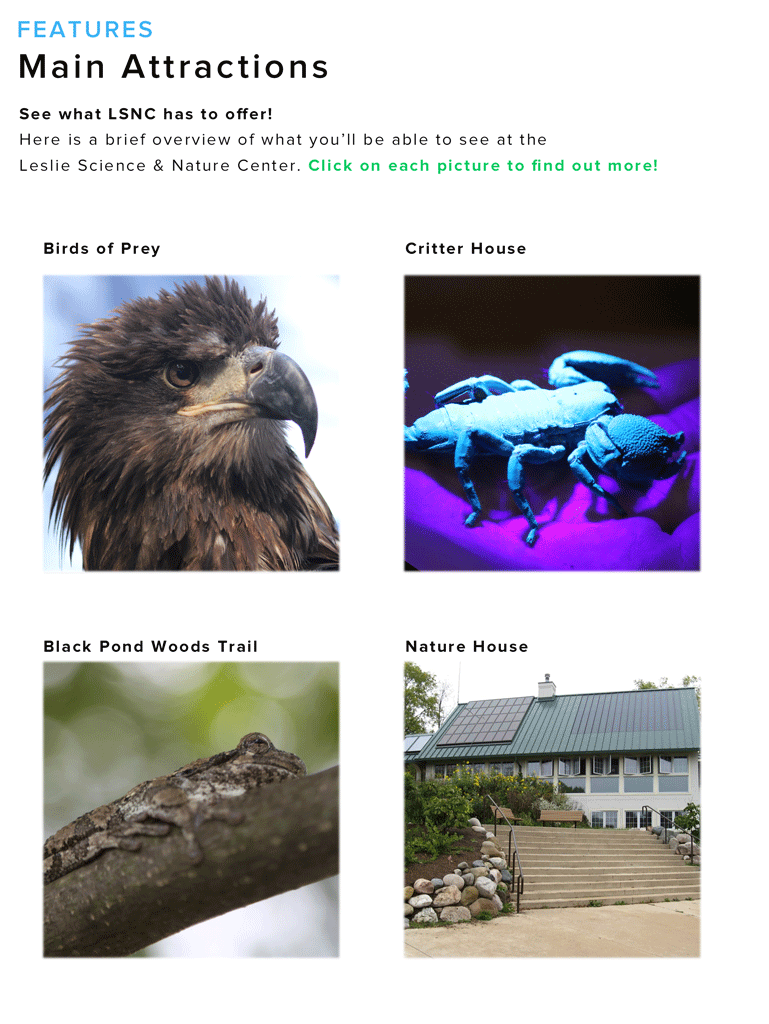 FEATURES
Main Attractions
See what LSNC has to offer!
Here is a brief overview of what you’ll be able to see at the
Leslie Science & Nature Center. Click on each picture to find out more!
Birds of Prey
Critter House
Black Pond Woods Trail
Nature House